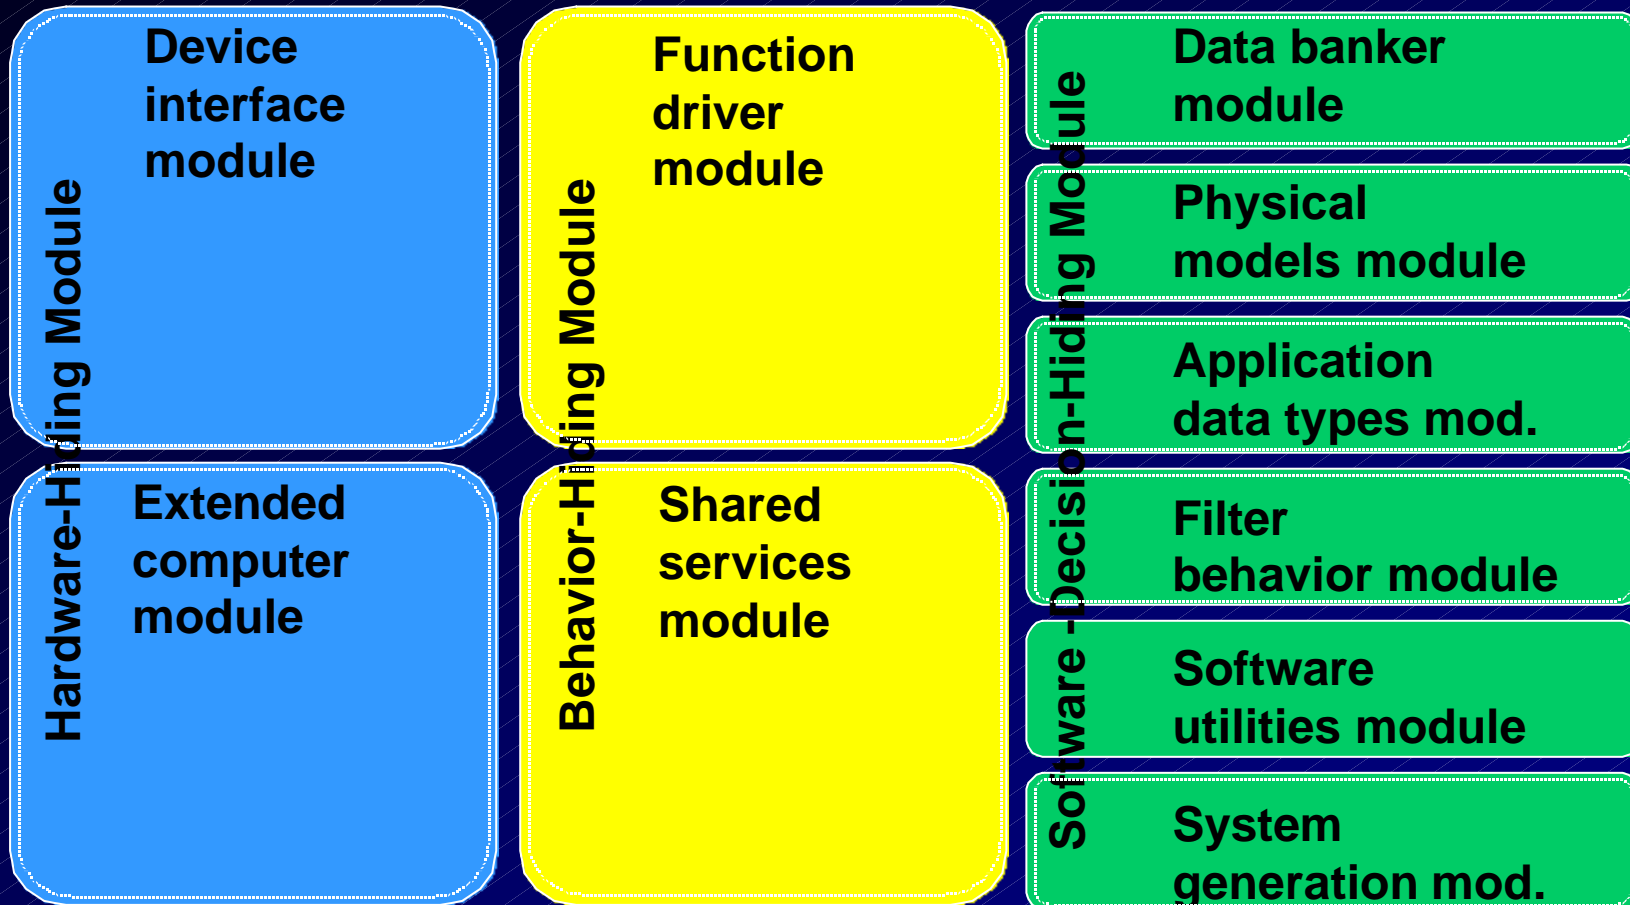 Hardware-Hiding Module
Device
interface
module
Extended
computer
module
Behavior-Hiding Module
Function
driver
module
Shared
services
module
Software -Decision-Hiding Module
Data banker
module
Physical
models module
Application
data types mod.
Filter
behavior module
Software
utilities module
System
generation mod.